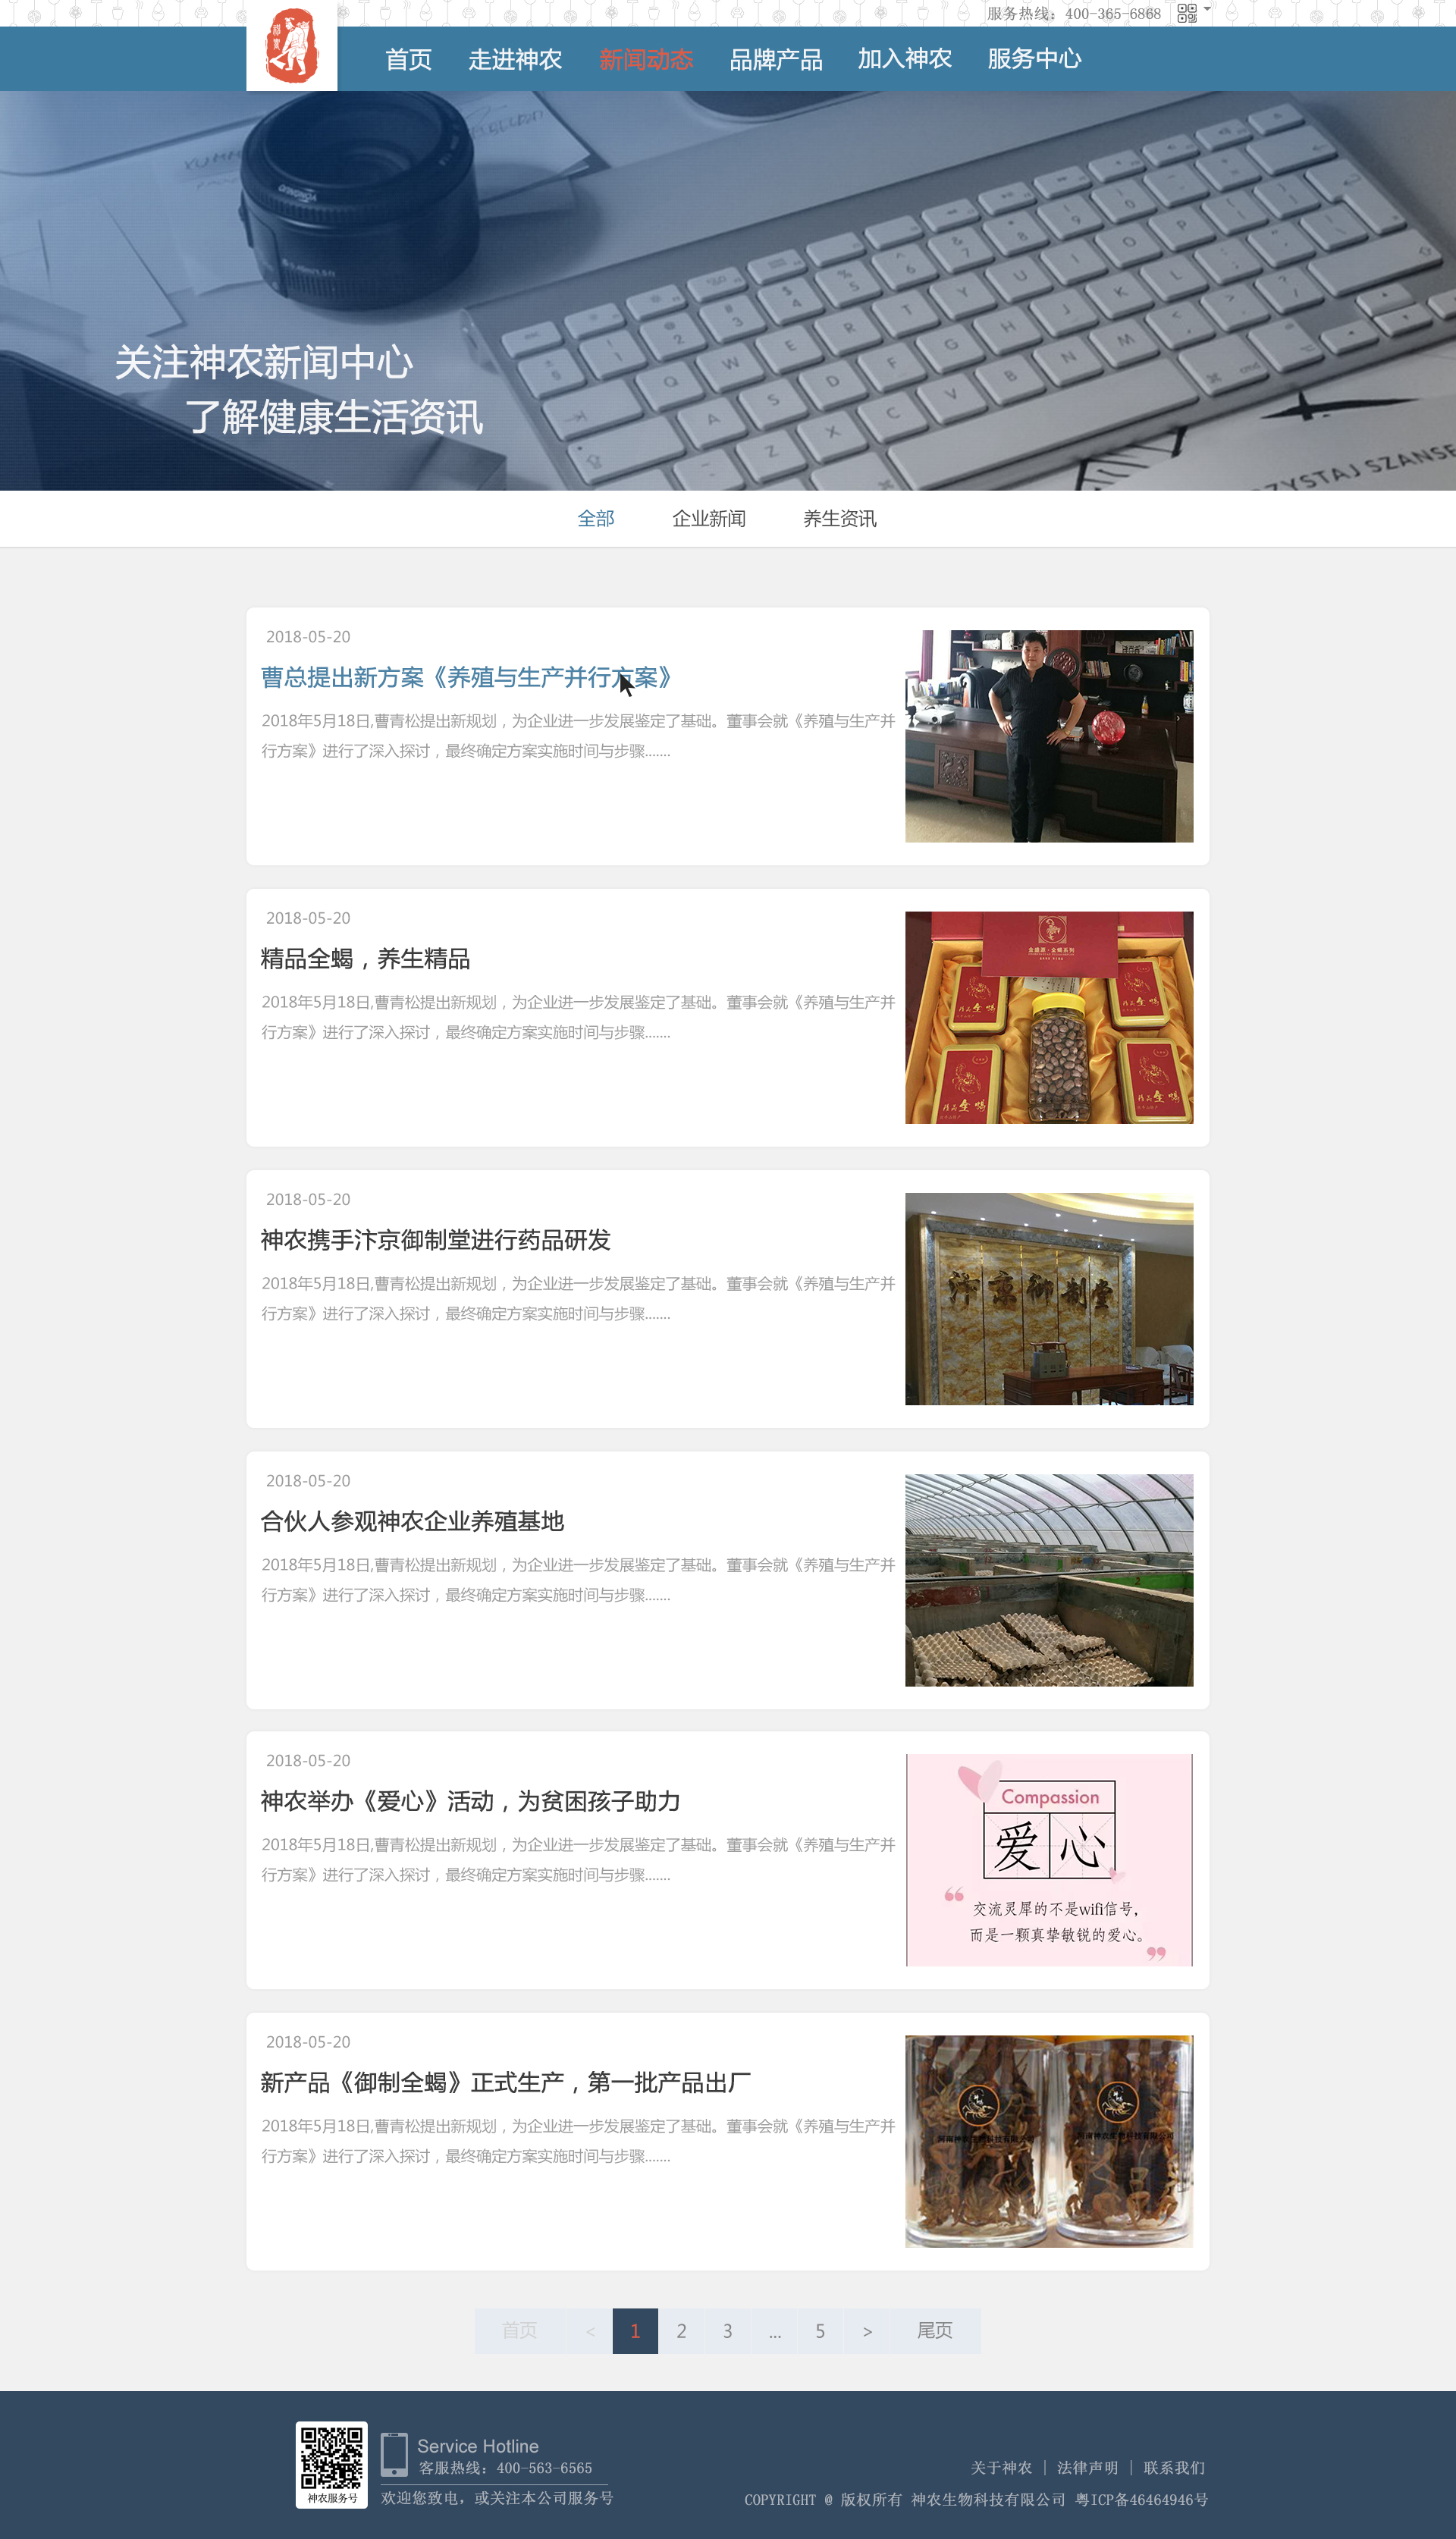 服务热线：400-365-6868
首页 走进神农 新闻动态 品牌产品 加入神农 服务中心
关注神农新闻中心
了解健康生活资讯
全部 企业新闻 养生资讯
2018-05-20
曹总提出新方案《养殖与生产并行方案》
2018年5月18日,曹青松提出新规划，为企业进一步发展鉴定了基础。董事会就《养殖与生产并
行方案》进行了深入探讨，最终确定方案实施时间与步骤.......
2018-05-20
精品全蝎，养生精品
2018年5月18日,曹青松提出新规划，为企业进一步发展鉴定了基础。董事会就《养殖与生产并
行方案》进行了深入探讨，最终确定方案实施时间与步骤.......
2018-05-20
神农携手汴京御制堂进行药品研发
2018年5月18日,曹青松提出新规划，为企业进一步发展鉴定了基础。董事会就《养殖与生产并
行方案》进行了深入探讨，最终确定方案实施时间与步骤.......
2018-05-20
合伙人参观神农企业养殖基地
2018年5月18日,曹青松提出新规划，为企业进一步发展鉴定了基础。董事会就《养殖与生产并
行方案》进行了深入探讨，最终确定方案实施时间与步骤.......
2018-05-20
神农举办《爱心》活动，为贫困孩子助力
2018年5月18日,曹青松提出新规划，为企业进一步发展鉴定了基础。董事会就《养殖与生产并
行方案》进行了深入探讨，最终确定方案实施时间与步骤.......
Compassion
爱心
交流灵犀的不是wifi信号，
而是一颗真挚敏锐的爱心。
2018-05-20
新产品《御制全蝎》正式生产，第一批产品出厂
2018年5月18日,曹青松提出新规划，为企业进一步发展鉴定了基础。董事会就《养殖与生产并
行方案》进行了深入探讨，最终确定方案实施时间与步骤.......
首页 < 1 2 3 ... 5 > 尾页
神农服务号
Service Hotline
客服热线：400-563-6565
欢迎您致电，或关注本公司服务号
关于神农 | 法律声明 | 联系我们
COPYRIGHT @ 版权所有 神农生物科技有限公司 粤ICP备46464946号